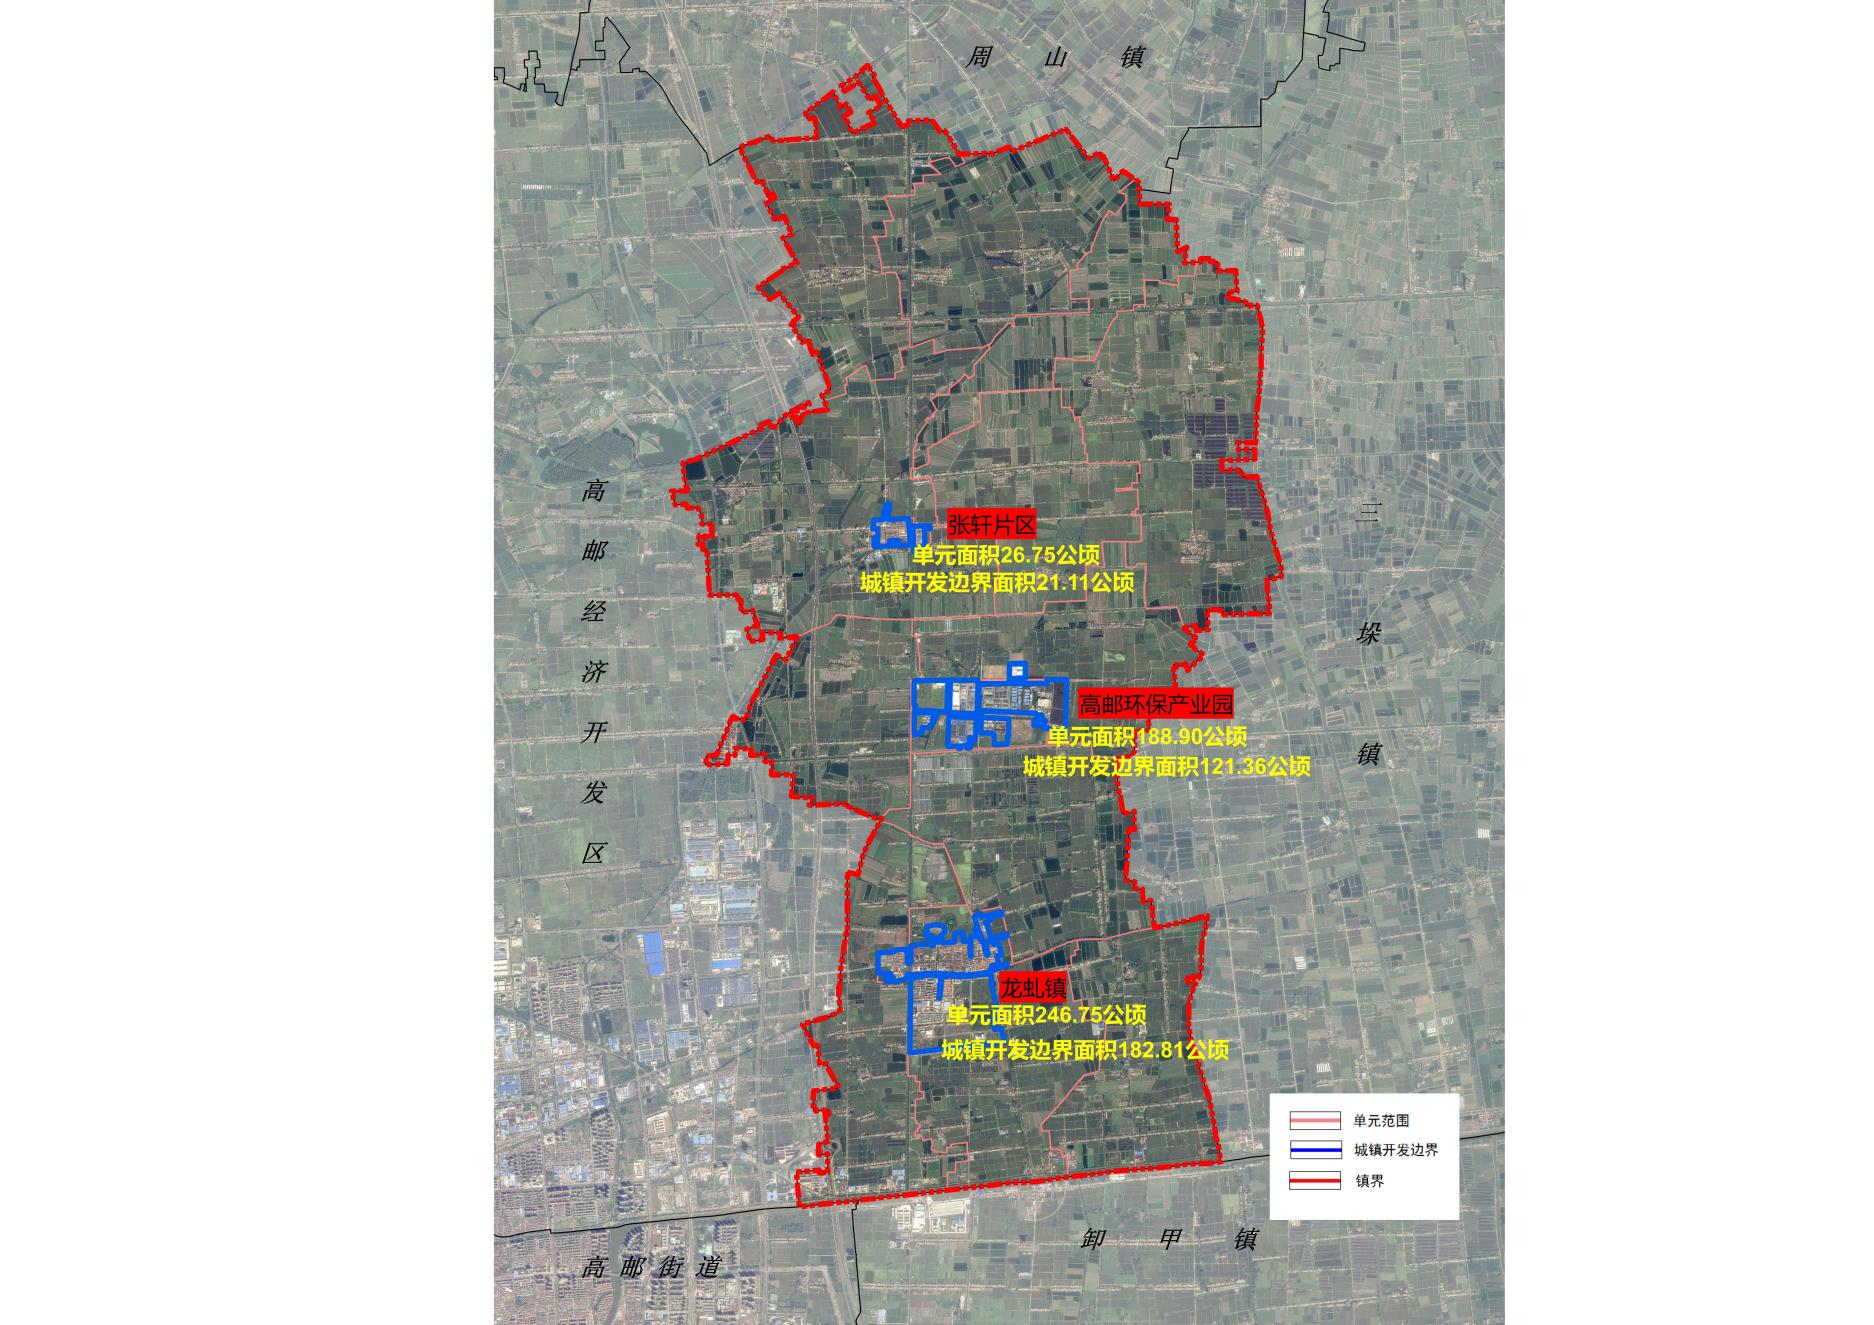 周山镇
高邮经济开发区
三垛镇
张轩片区
单元面积26.75公顷
城镇开发边界面积21.11公顷
高邮环保产业园
单元面积188.90公顷
城镇开发边界面积121.36公顷
龙虬镇
单元面积246.75公顷
城镇开发边界面积182.81公顷
单元范围
城镇开发边界
镇界
卸甲镇
高邮街道